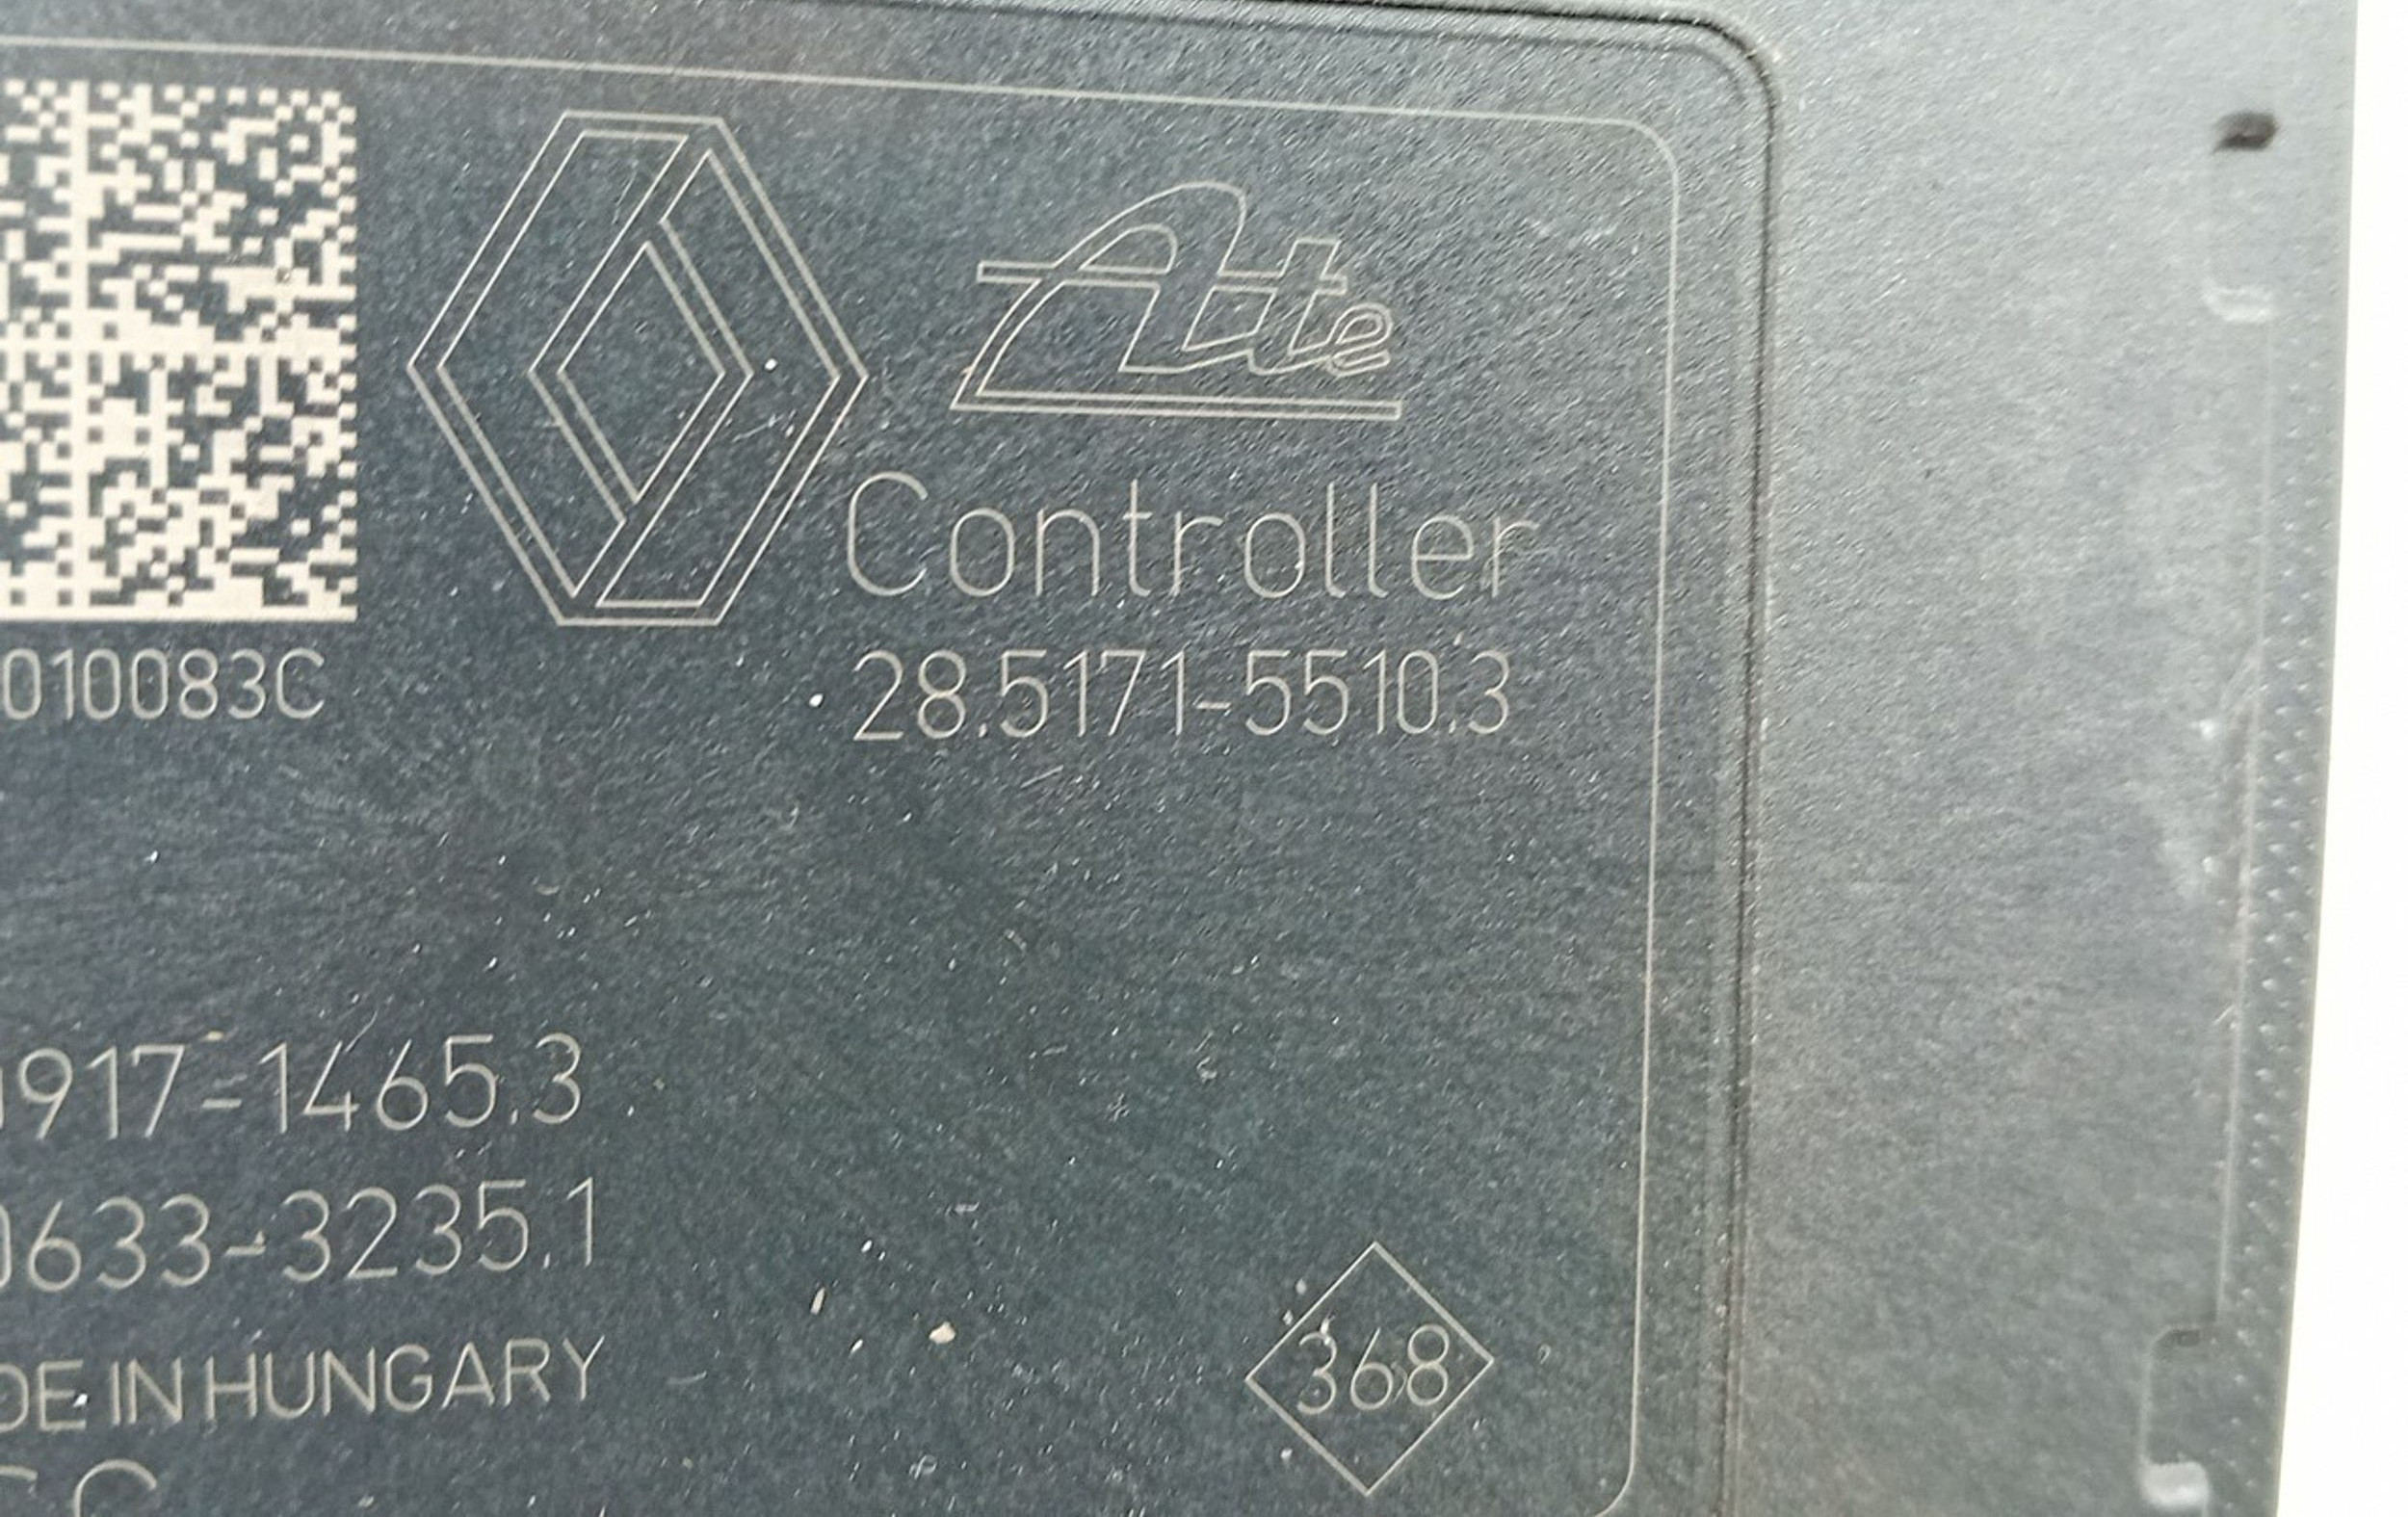 Ate
Controller
010083C
28.5171-5510.3
917-1465.3
0633-3235.1
DE IN HUNGARY
368